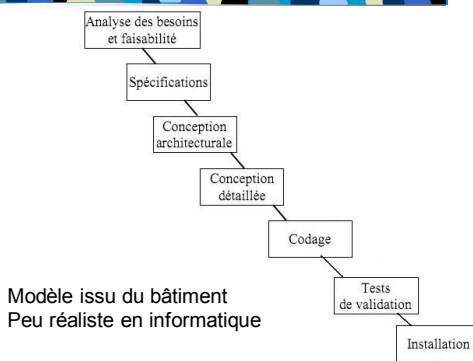 Analyse des besoins
et faisabilité
Spécifications
Conception
architecturale
Conception
détaillée
Codage
Tests
de validation
Installation
Modèle issu du bâtiment
Peu réaliste en informatique